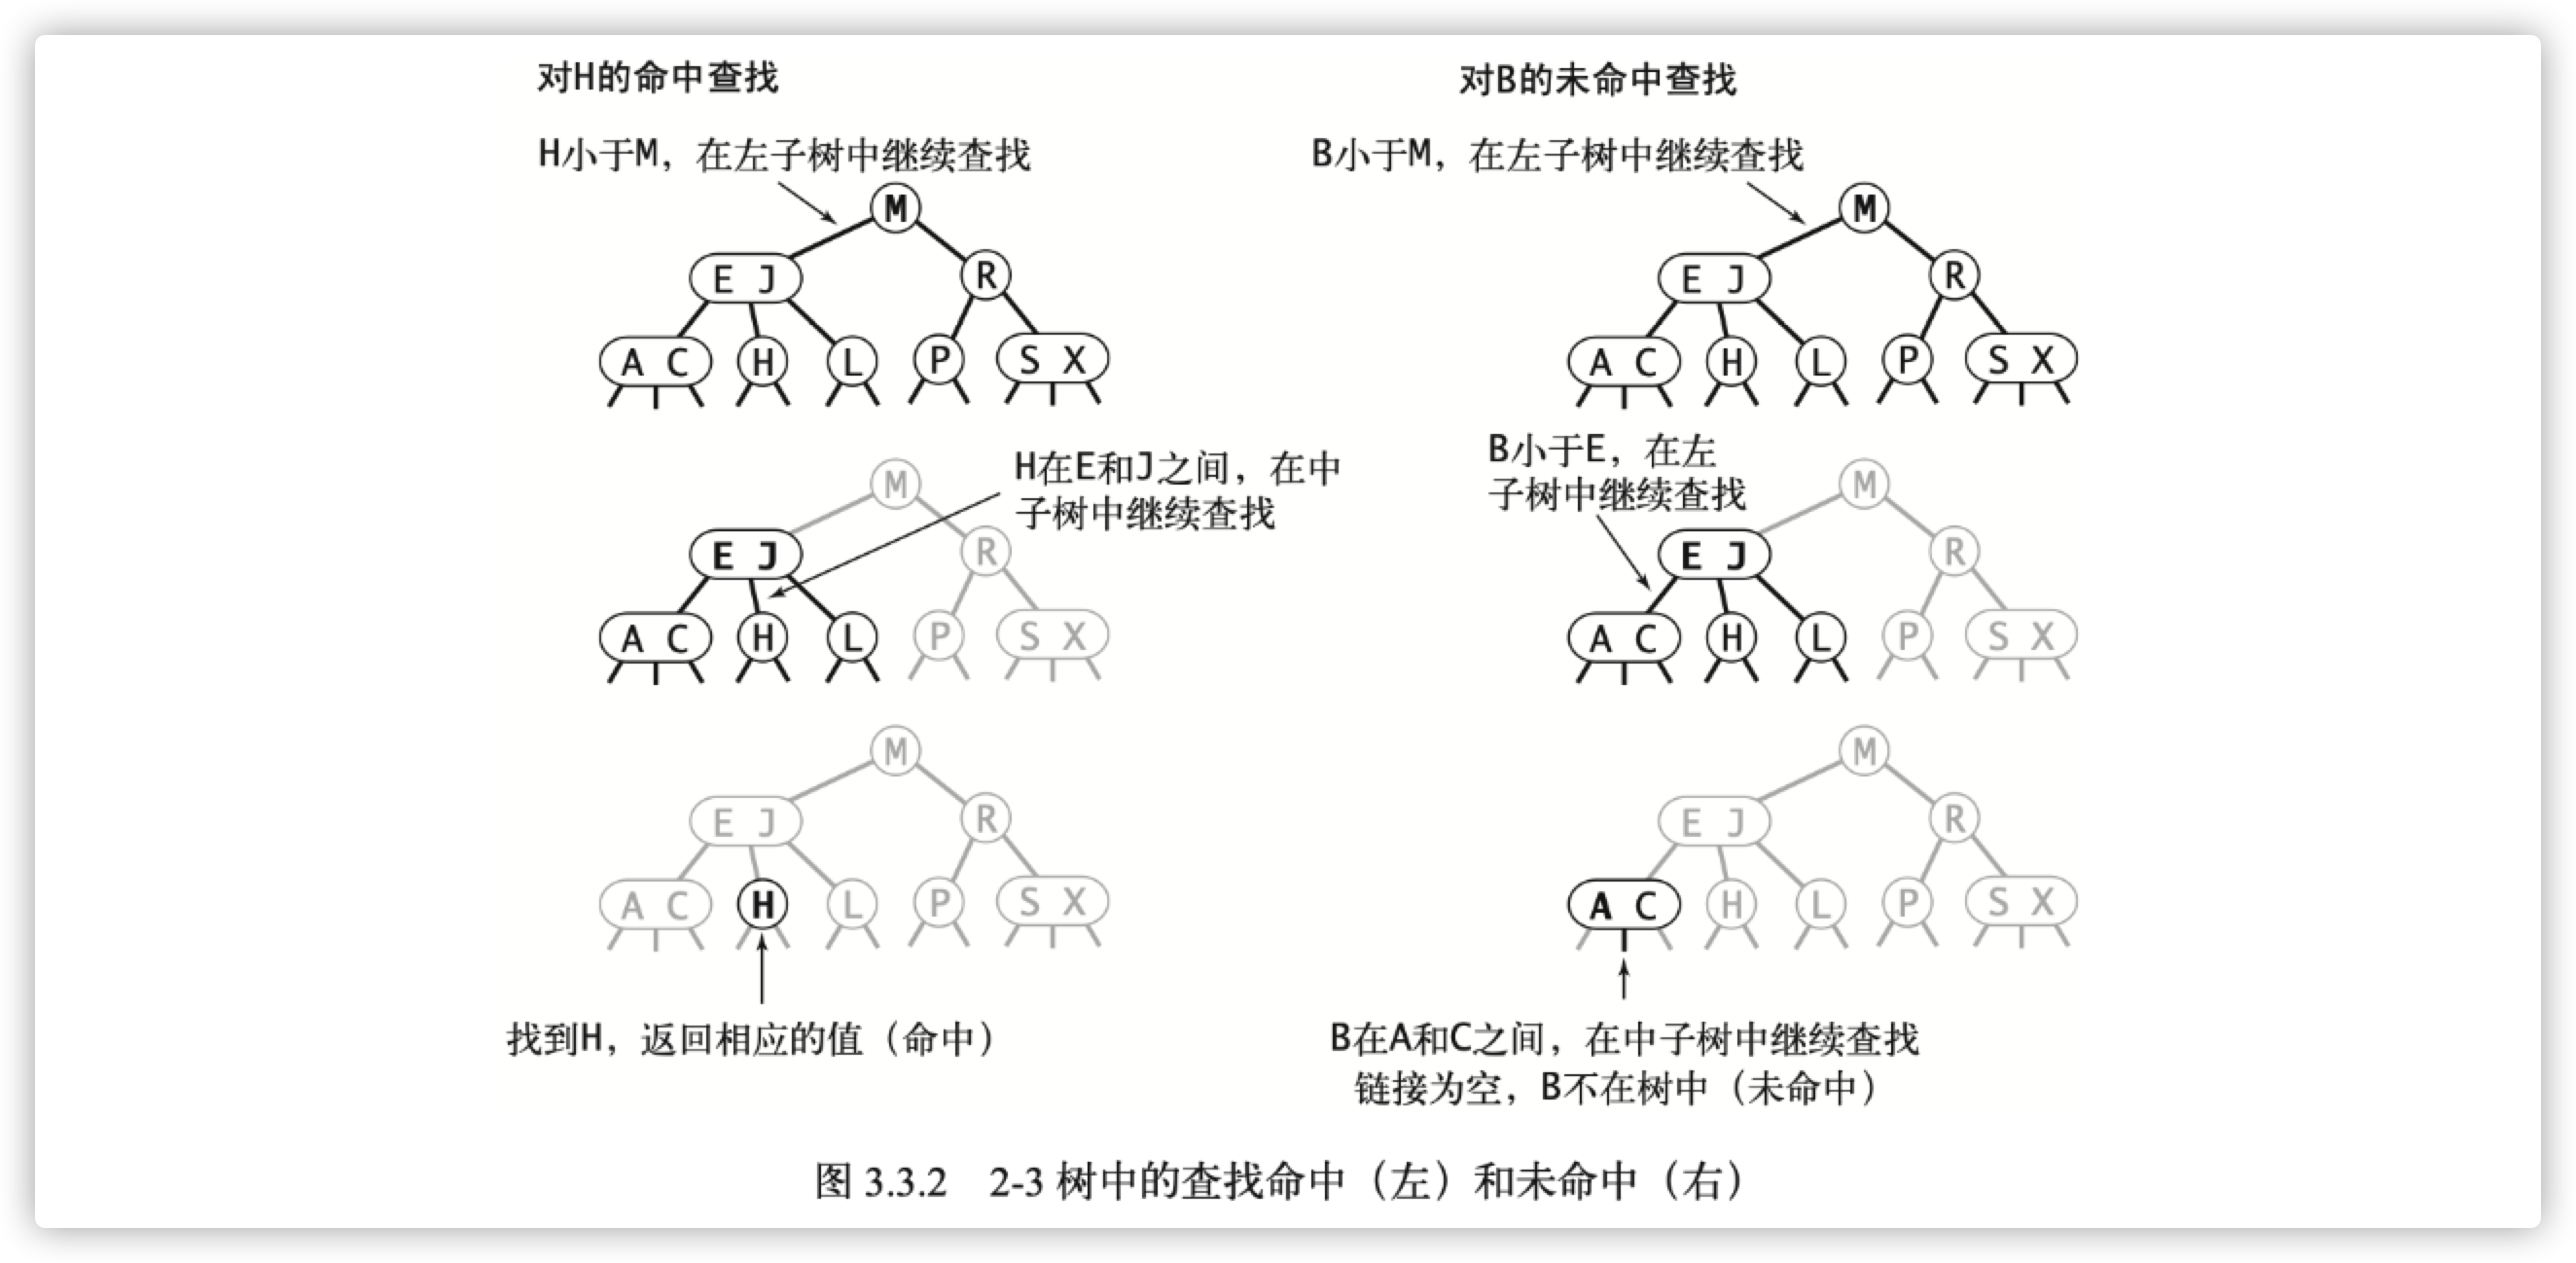 对H的命中查找
H小于M，在左子树中继续查找
M
E J
R
A C
H
L
P
S X
H在E和J之间，在中
子树中继续查找
M
E J
R
A C
H
L
P
S X
M
E J
R
A C
H
L
P
S X
找到H，返回相应的值（命中）
对B的未命中查找
B小于M，在左子树中继续查找
M
E J
R
A C
H
L
P
S X
B小于E，在左
子树中继续查找
M
E J
R
A C
H
L
P
S X
M
E J
R
A C
H
L
P
S X
B在A和C之间，在中子树中继续查找
链接为空，B不在树中（未命中）
图 3.3.2 2-3 树中的查找命中（左）和未命中（右）